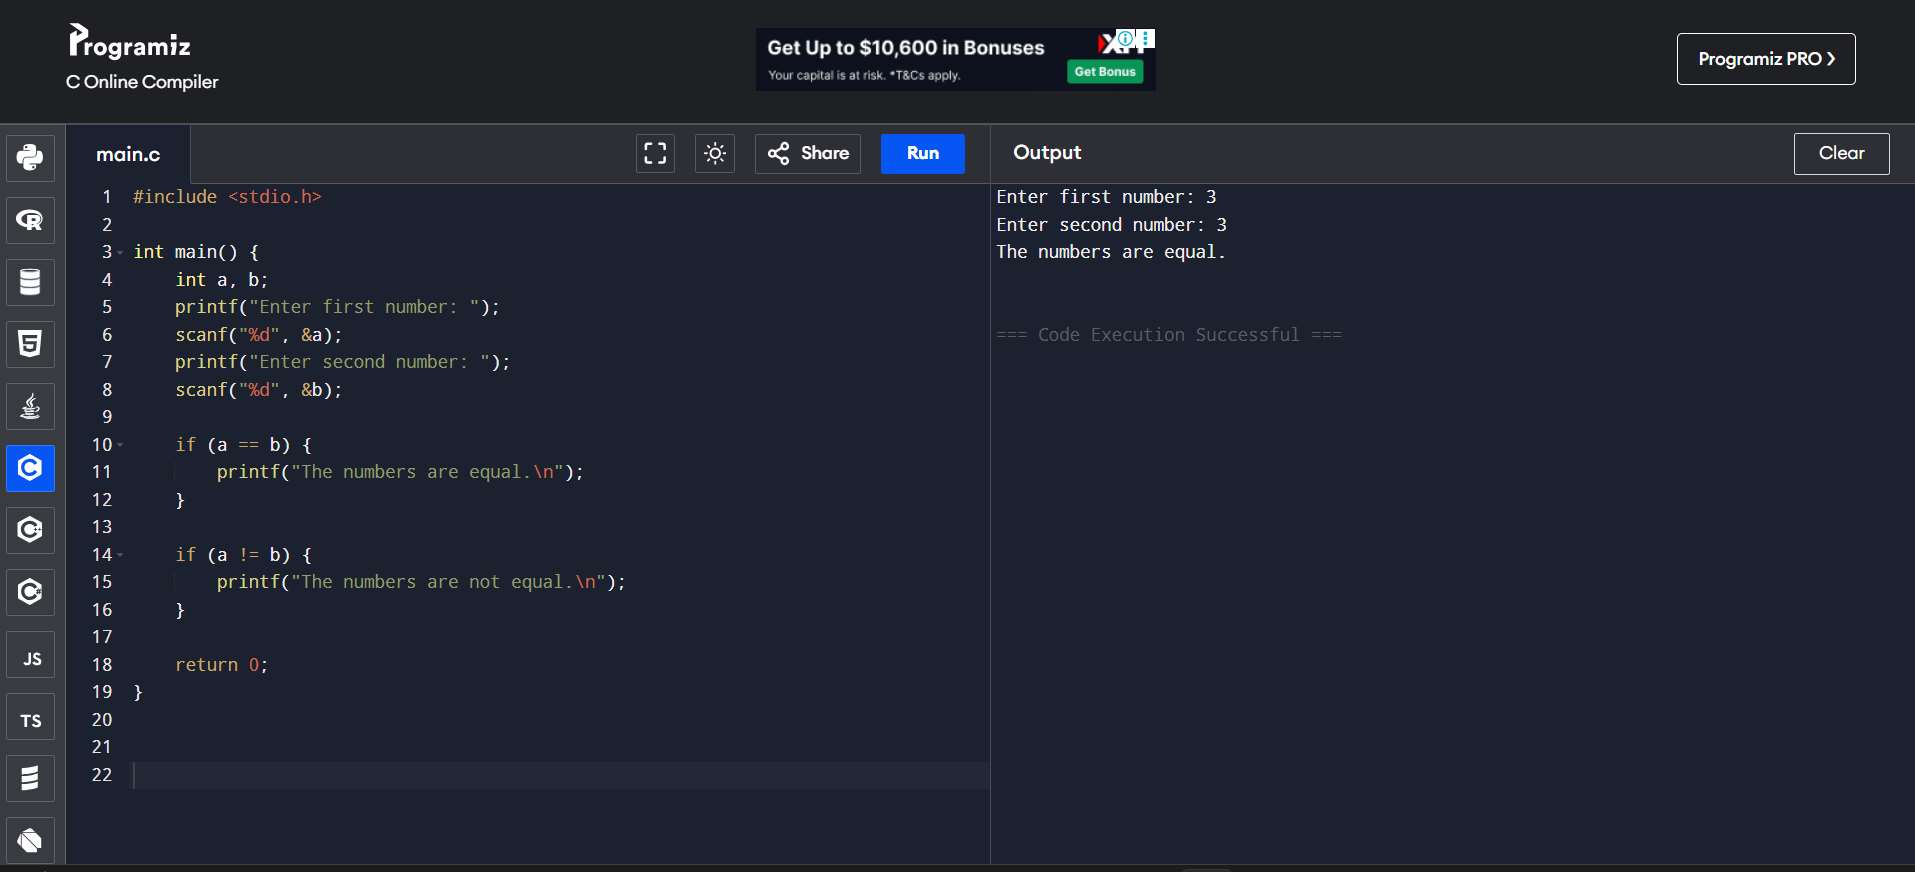 Programiz
C Online Compiler
Get Up to $10,600 in Bonuses
Your capital is at risk. *T&Cs apply.
Get Bonus
Programiz PRO
main.c
Share
Run
Output
Clear
1 #include <stdio.h>
2
3 int main() {
4     int a, b;
5     printf("Enter first number: ");
6     scanf("%d", &a);
7     printf("Enter second number: ");
8     scanf("%d", &b);
9
10     if (a == b) {
11         printf("The numbers are equal.\n");
12     }
13
14     if (a != b) {
15         printf("The numbers are not equal.\n");
16     }
17
18     return 0;
19 }
20
21
22
Enter first number: 3
Enter second number: 3
The numbers are equal.
=== Code Execution Successful ===
JS
TS